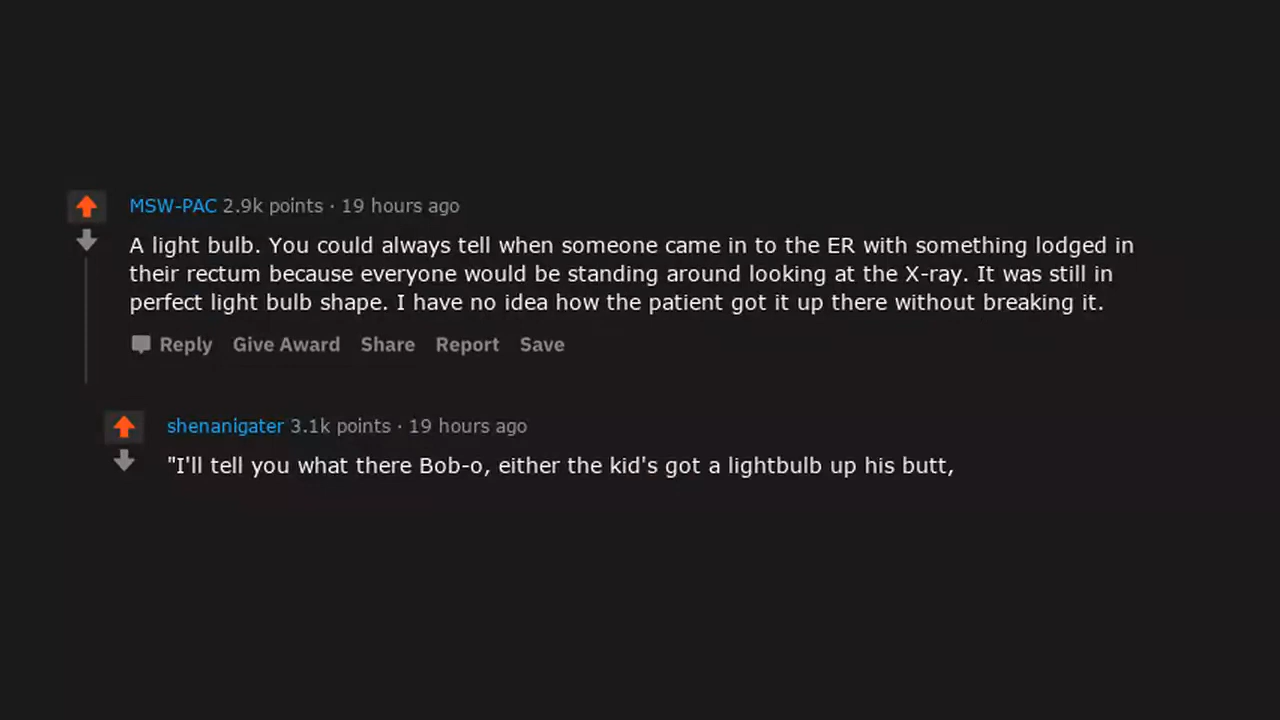 MSW-PAC 2.9k points · 19 hours ago
A light bulb. You could always tell when someone came in to the ER with something lodged in
their rectum because everyone would be standing around looking at the X-ray. It was still in
perfect light bulb shape. I have no idea how the patient got it up there without breaking it.
Reply Give Award Share Report Save
shenanigater 3.1k points · 19 hours ago
"I'll tell you what there Bob-o, either the kid's got a lightbulb up his butt,